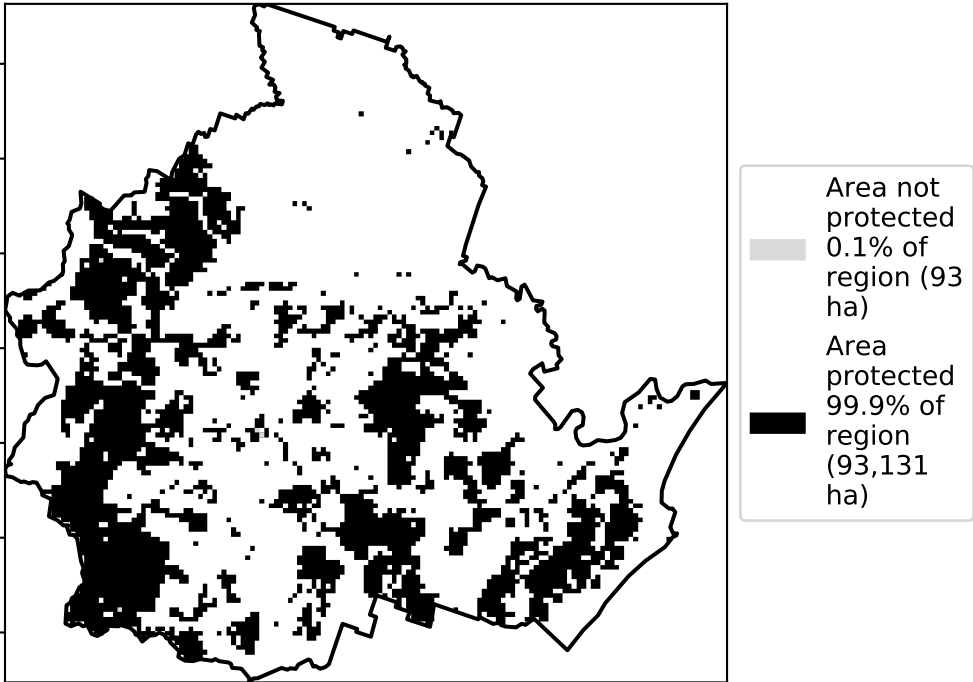 Area not
protected
0.1% of
region (93
ha)
Area
protected
99.9% of
region
(93,131
ha)